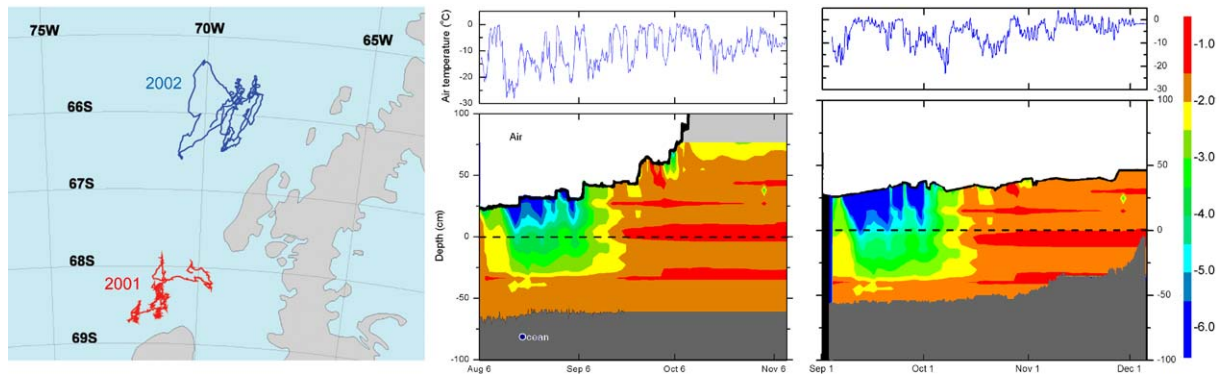 75W
70W
65W
2002
66S
67S
68S
2001
69S
Air temperature (°C)
0
-10
-20
-30
100
50
0
-50
-100
Depth (cm)
Air
Aug 6
Sep 6
Oct 6
Nov 6
0
-10
-20
-30
100
50
0
-50
-100
Sep 1
Oct 1
Nov 1
Dec 1
-1.0
-2.0
-3.0
-4.0
-5.0
-6.0